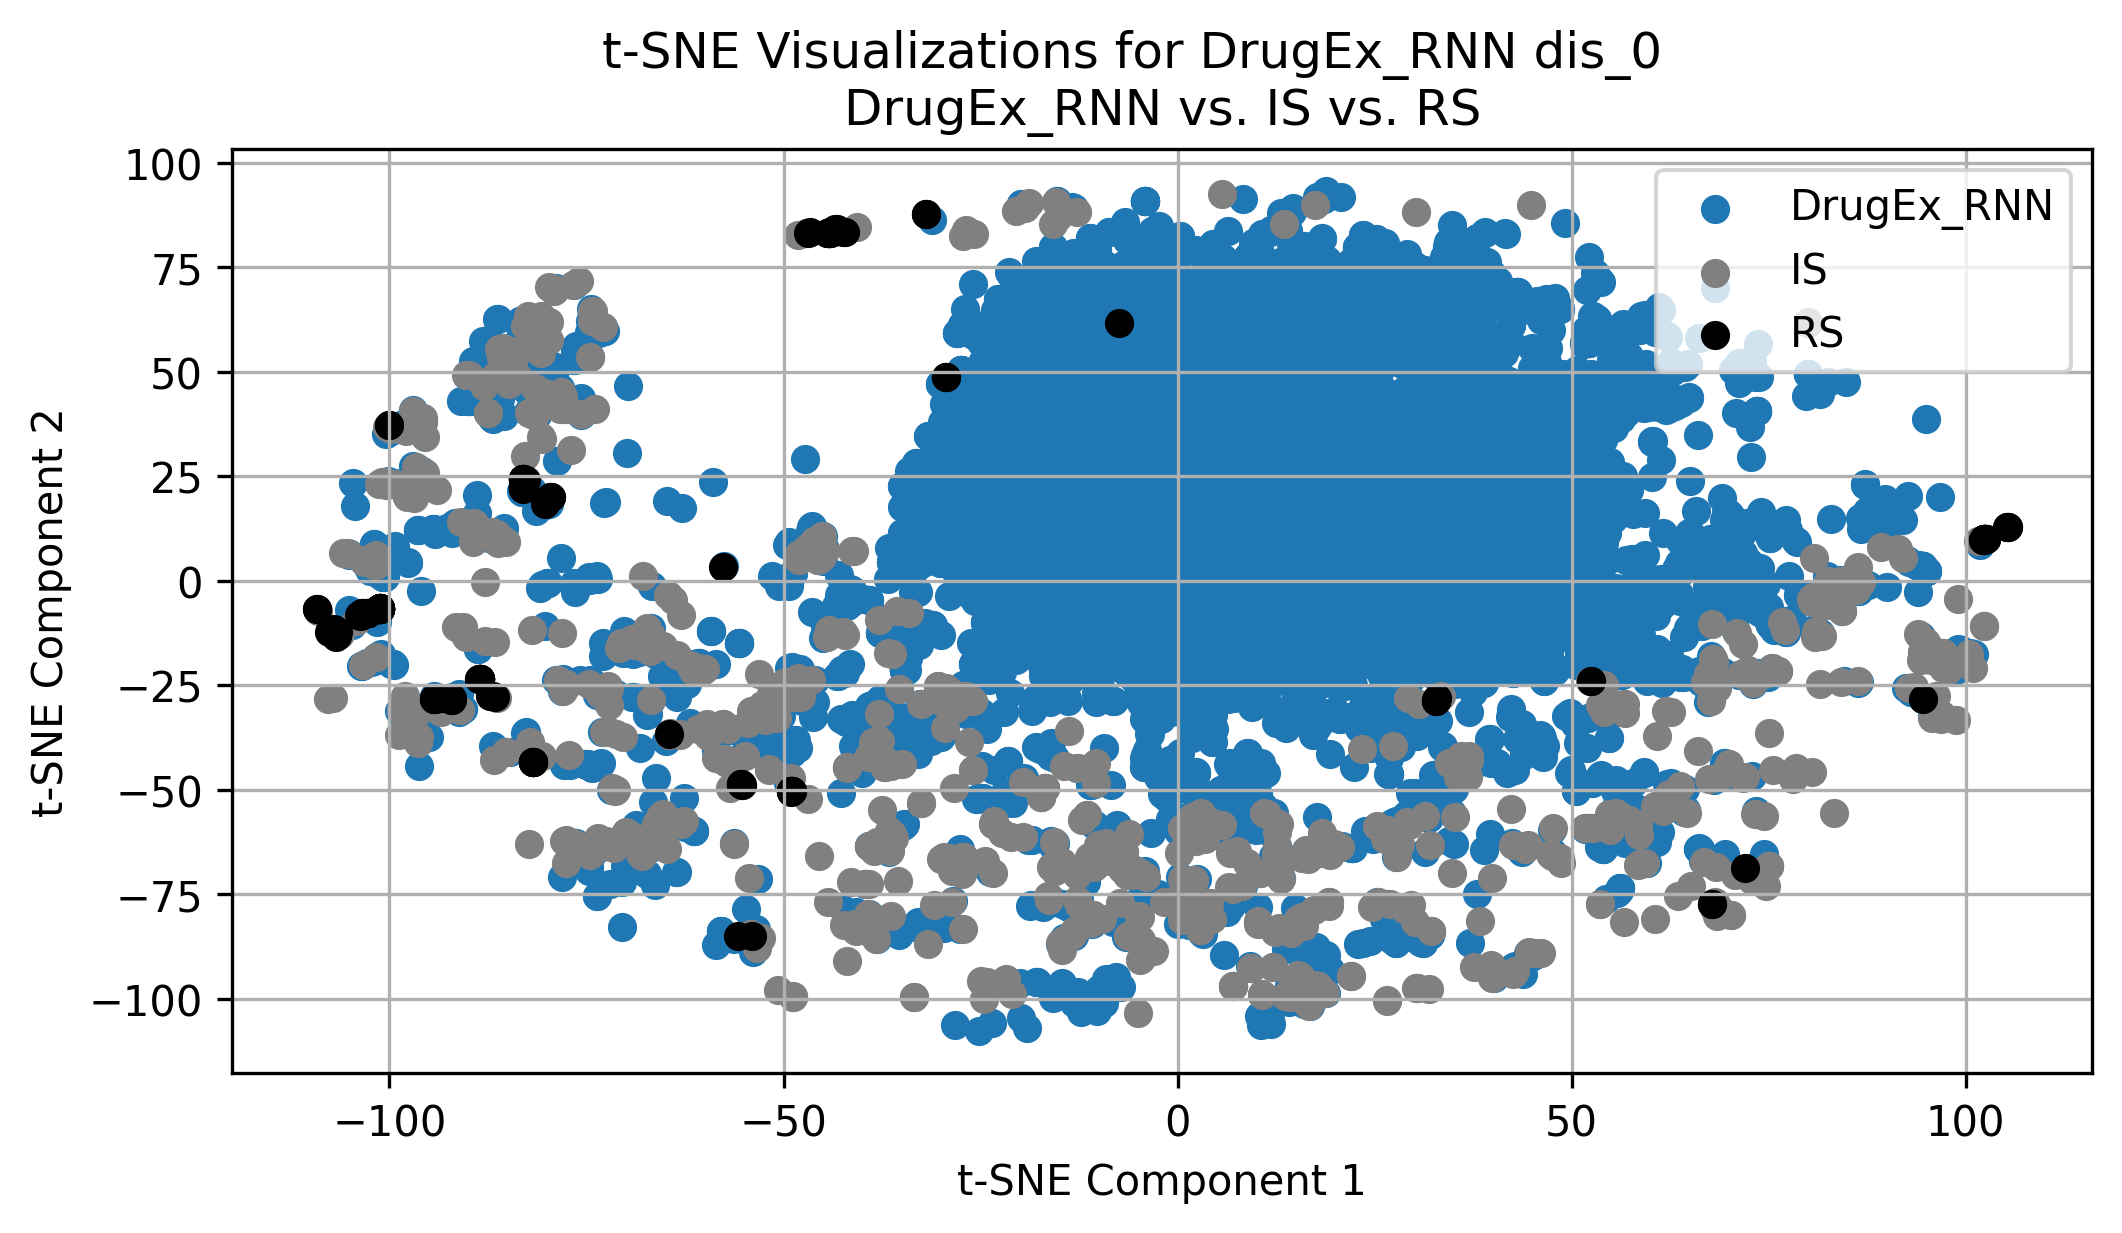 t-SNE Visualizations for DrugEx_RNN dis_0
DrugEx_RNN vs. IS vs. RS
DrugEx_RNN
IS
RS
100
75
50
25
0
−25
−50
−75
−100
t-SNE Component 2
−100
−50
0
50
100
t-SNE Component 1